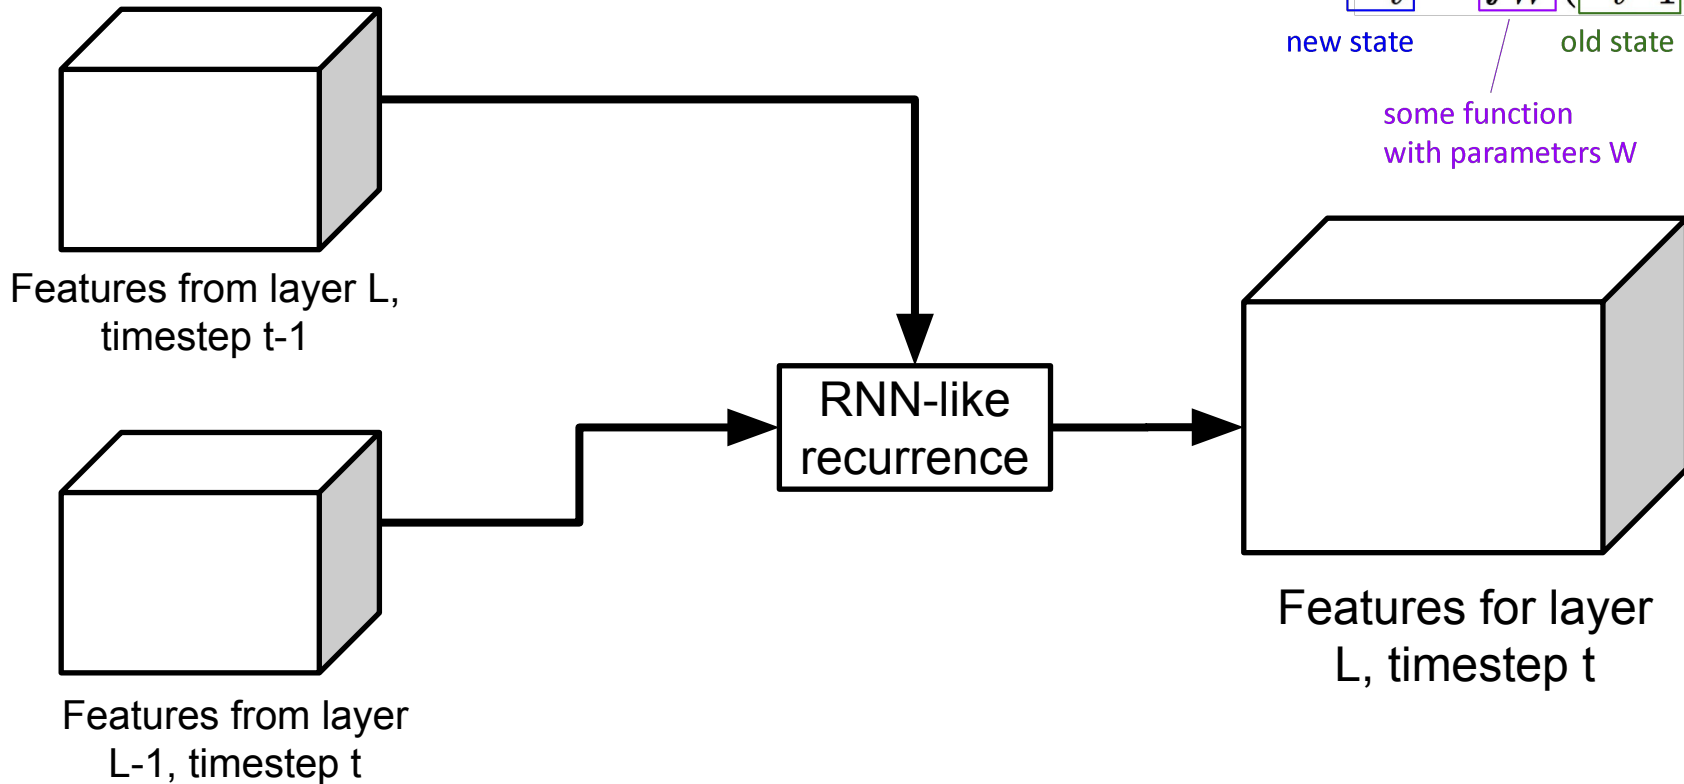 new state
old state
some function
with parameters W
Features from layer L,
timestep t-1
RNN-like
recurrence
Features for layer
L, timestep t
Features from layer
L-1, timestep t